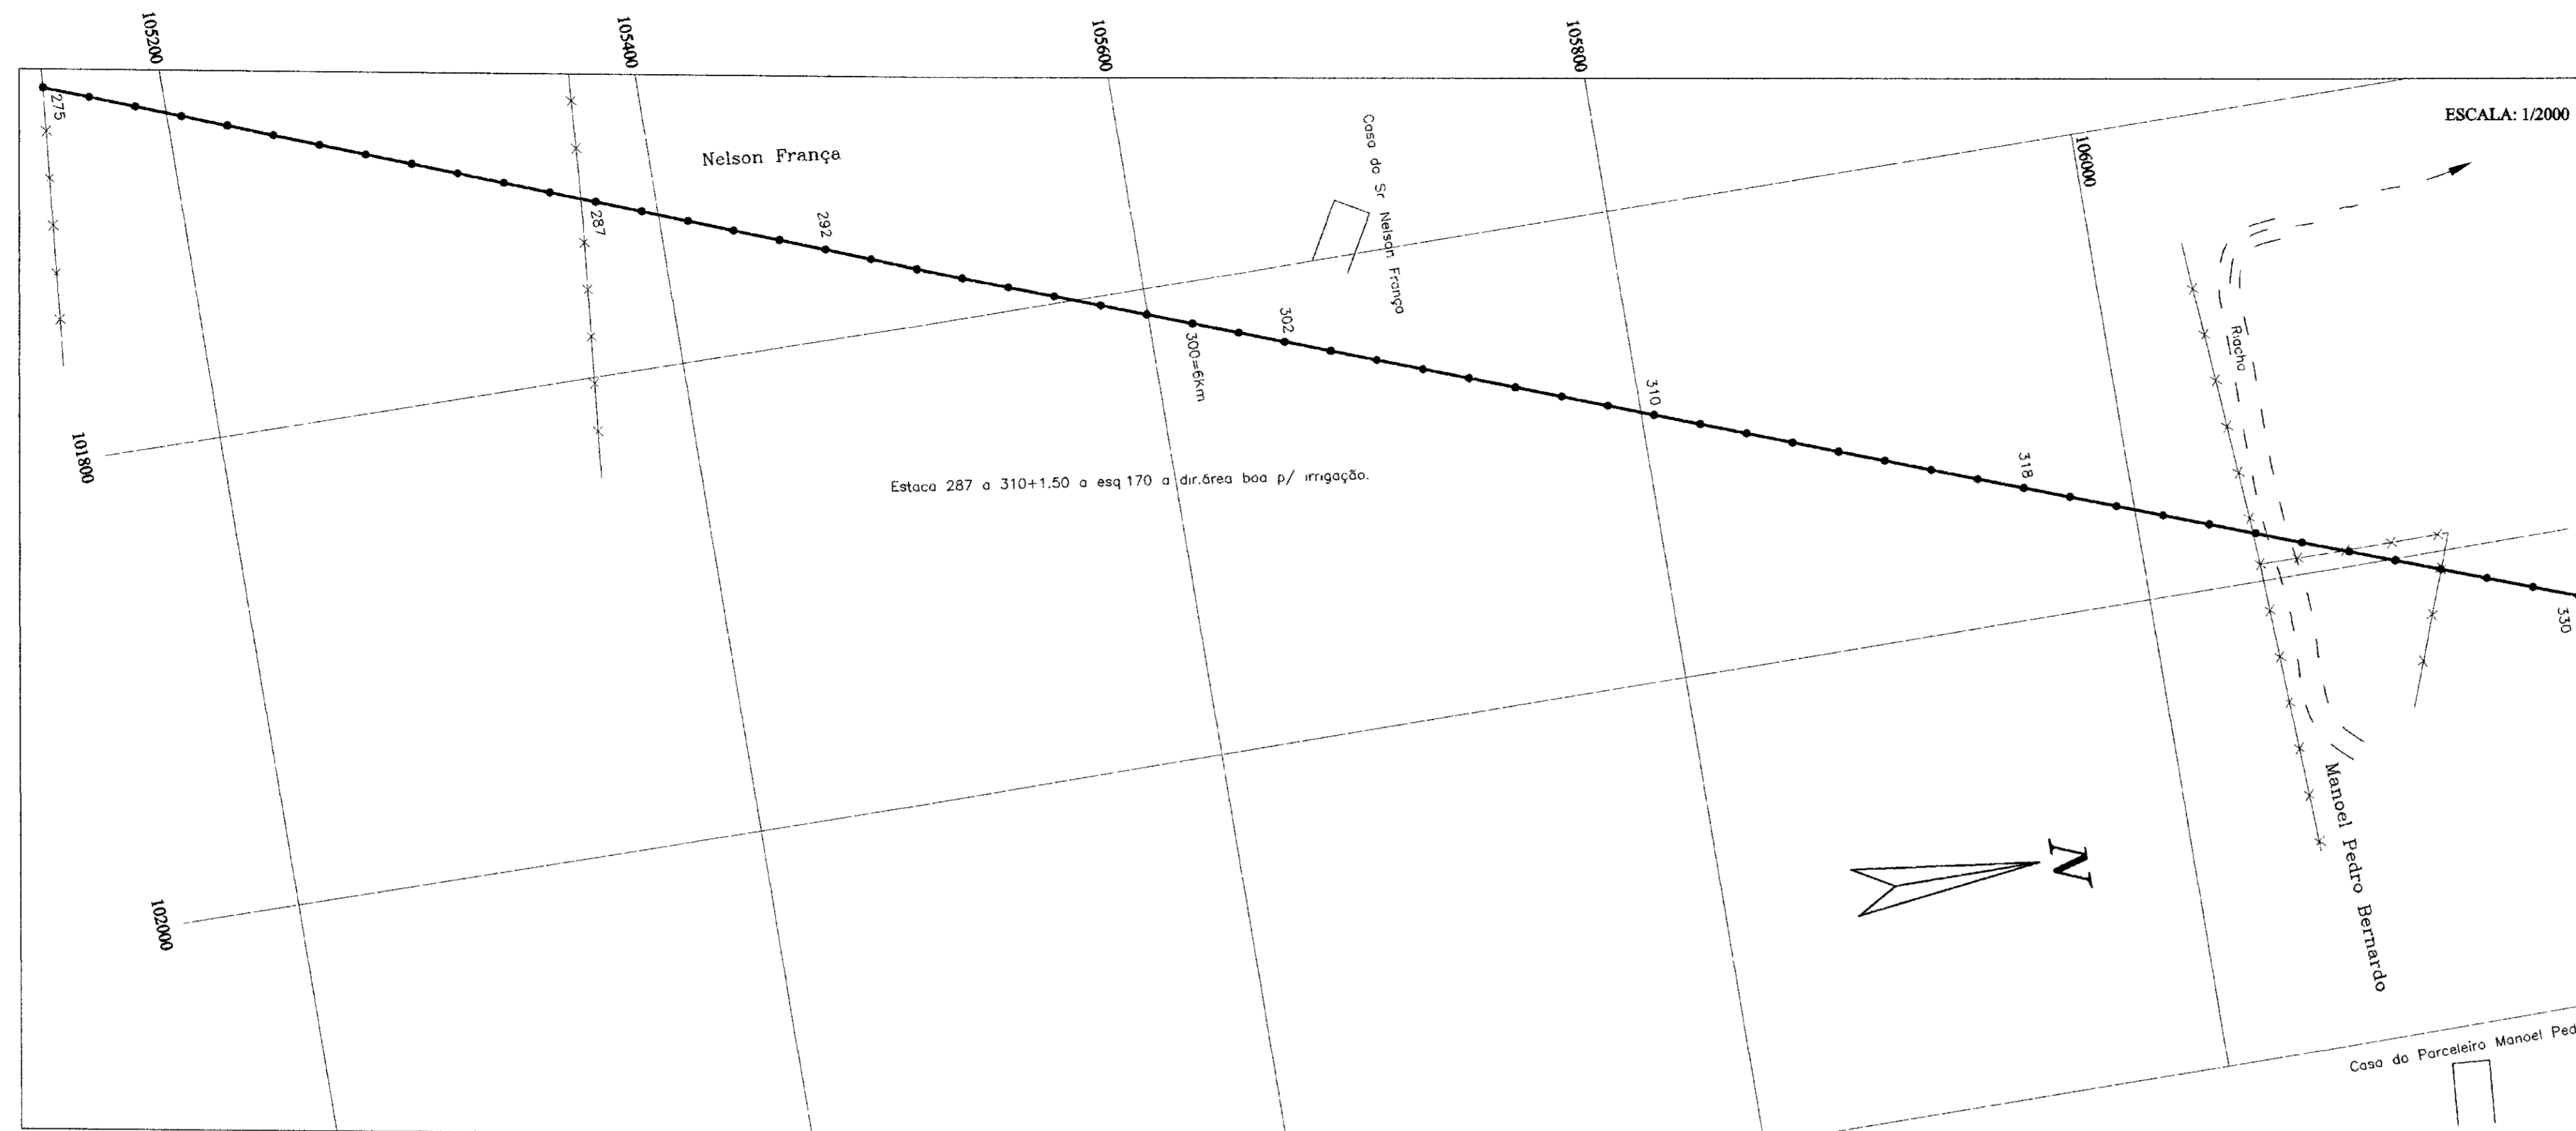 105200
105400
105600
105800
ESCALA: 1/2000
106000
275
Nelson França
Casa do Sr Nelson França
287
292
302
300=6Km
Riacho
310
101800
318
Estaca 287 a 310+1.50 a esq 170 a dir.área boa p/ irrigação.
330
N
Manoel Pedro Bernardo
102000
Casa do Parceleiro Manoel Ped